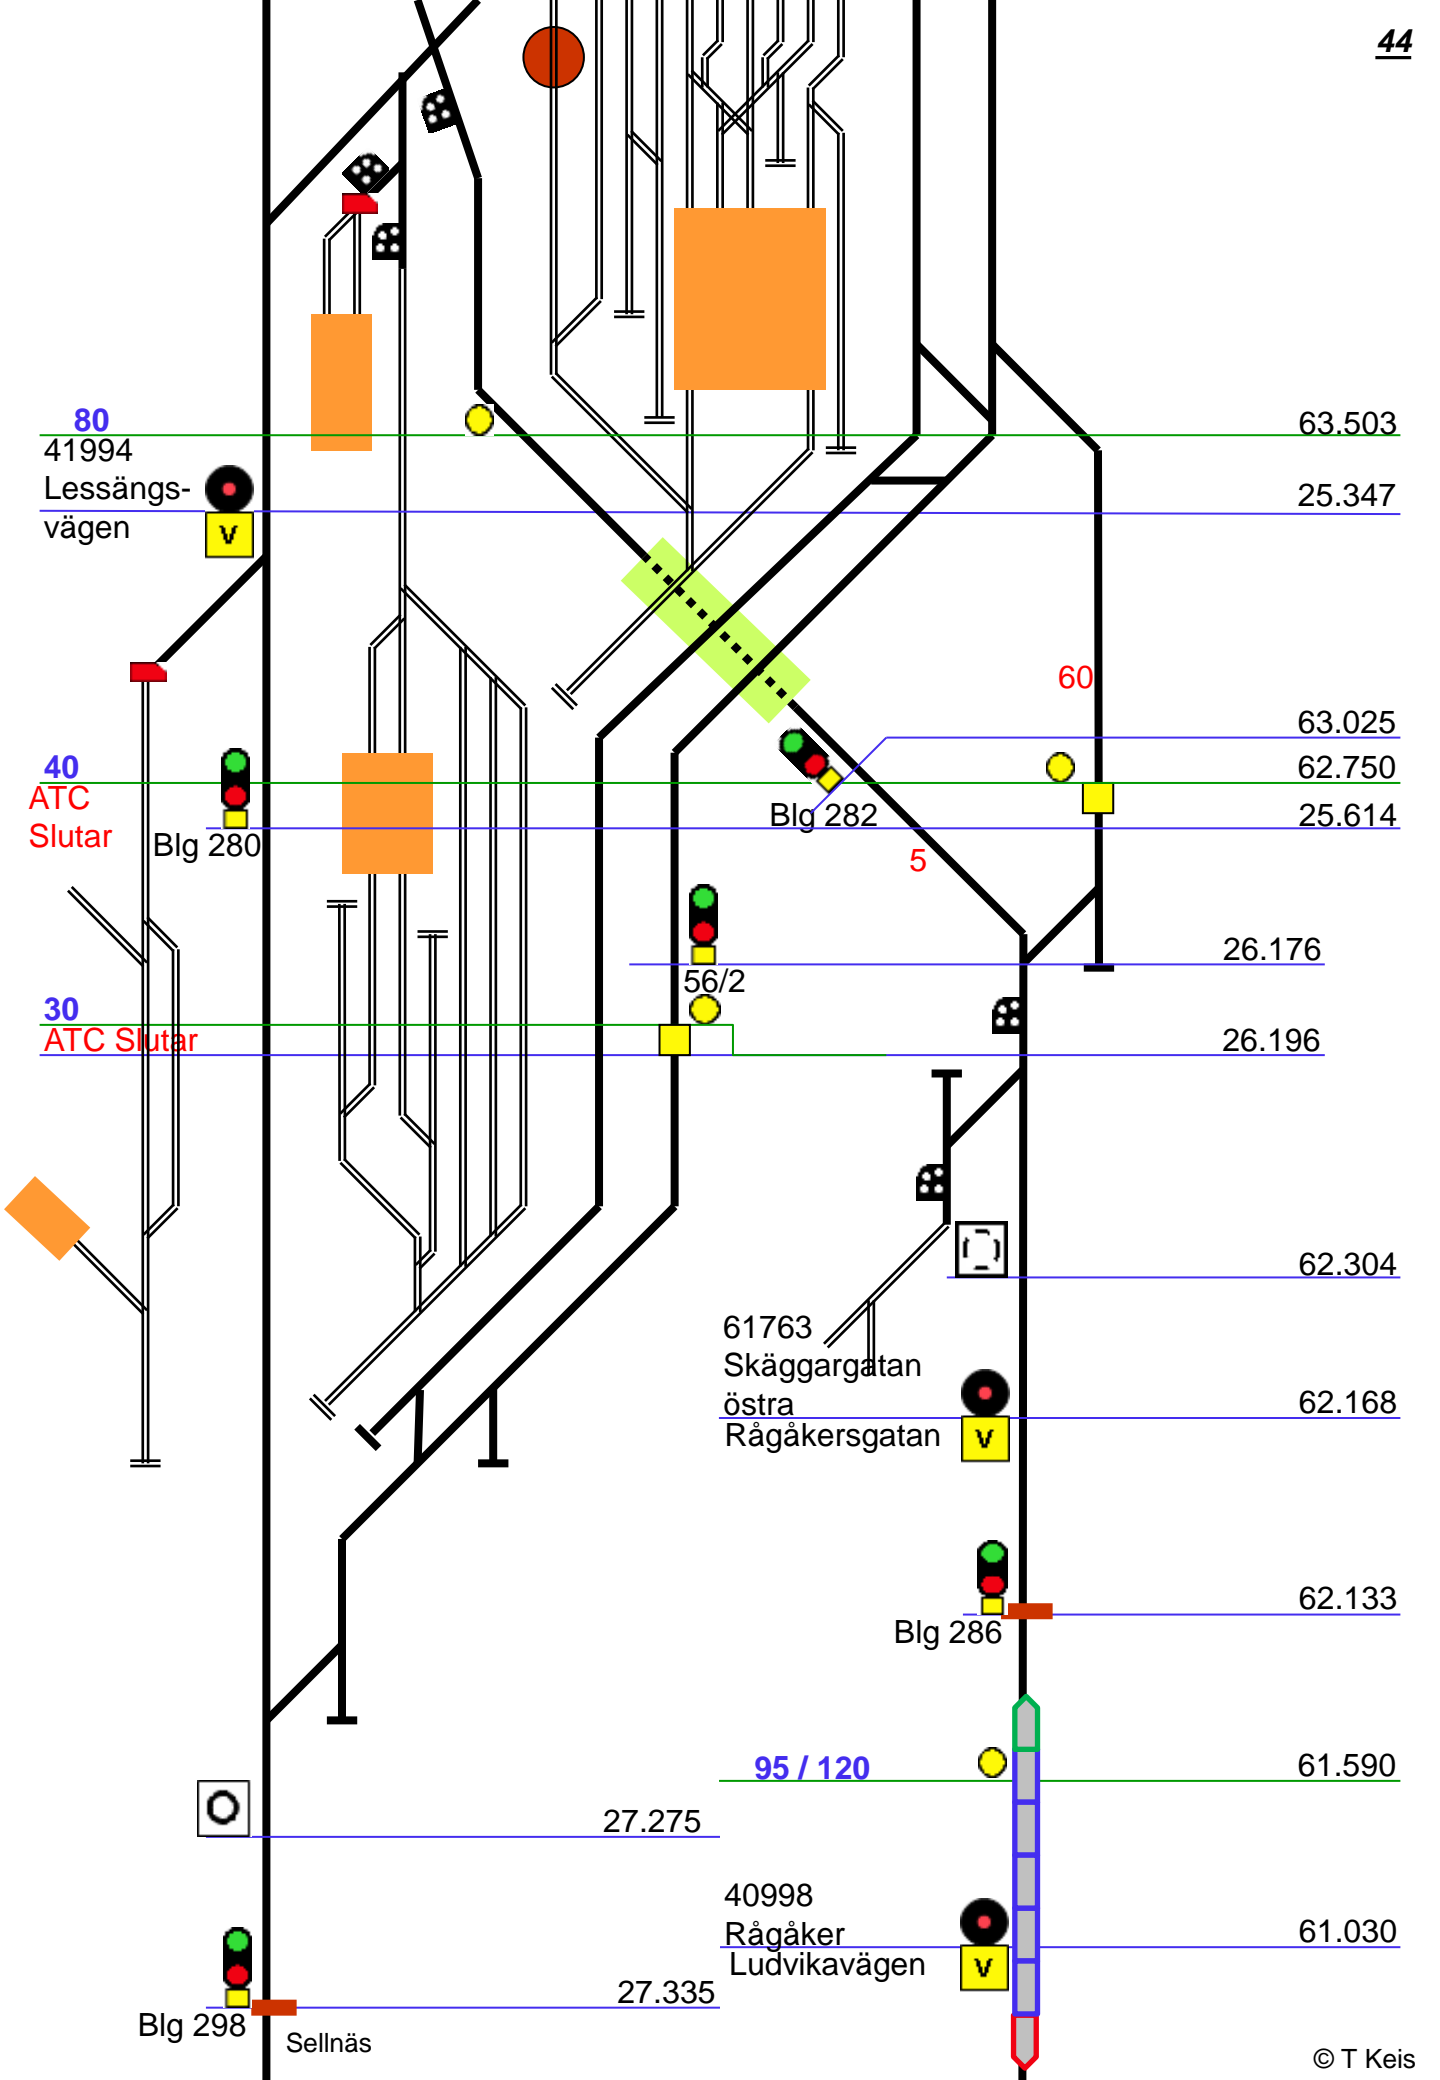 44
80
63.503
41994
Lessängs-
vägen
25.347
V
60
63.025
40
62.750
ATC
Slutar
25.614
Blg 280
Blg 282
5
26.176
56/2
30
ATC Slutar
26.196
62.304
61763
Skäggargatan
östra
Rågåkersgatan
62.168
V
62.133
Blg 286
95 / 120
61.590
27.275
40998
Rågåker
Ludvikavägen
61.030
V
27.335
Blg 298
Sellnäs
© T Keis